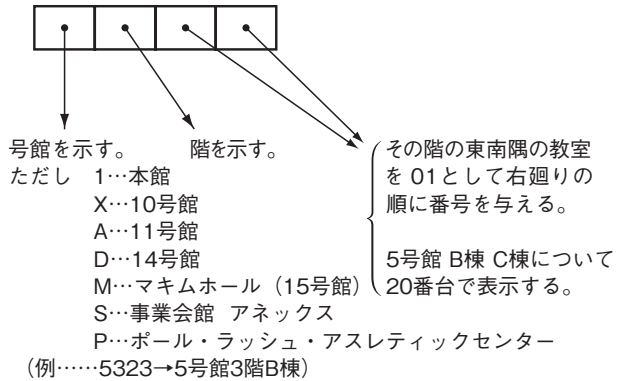 号館を示す。
階を示す。
ただし 1…本館
X…10号館
A…11号館
D…14号館
M…マキムホール（15号館）
S…事業会館 アネックス
P…ポール・ラッシュ・アスレティックセンター
（例……5323→5号館3階B棟）
その階の東南隅の教室
を 01として右廻りの
順に番号を与える。
5号館 B棟 C棟について
20番台で表示する。